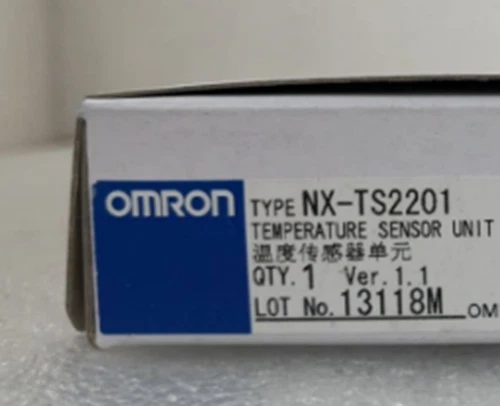 OMRON
TYPE NX-TS2201
TEMPERATURE SENSOR UNIT
温度传感器单元
QTY. 1 Ver.1.1
LOT No. 13118M OM